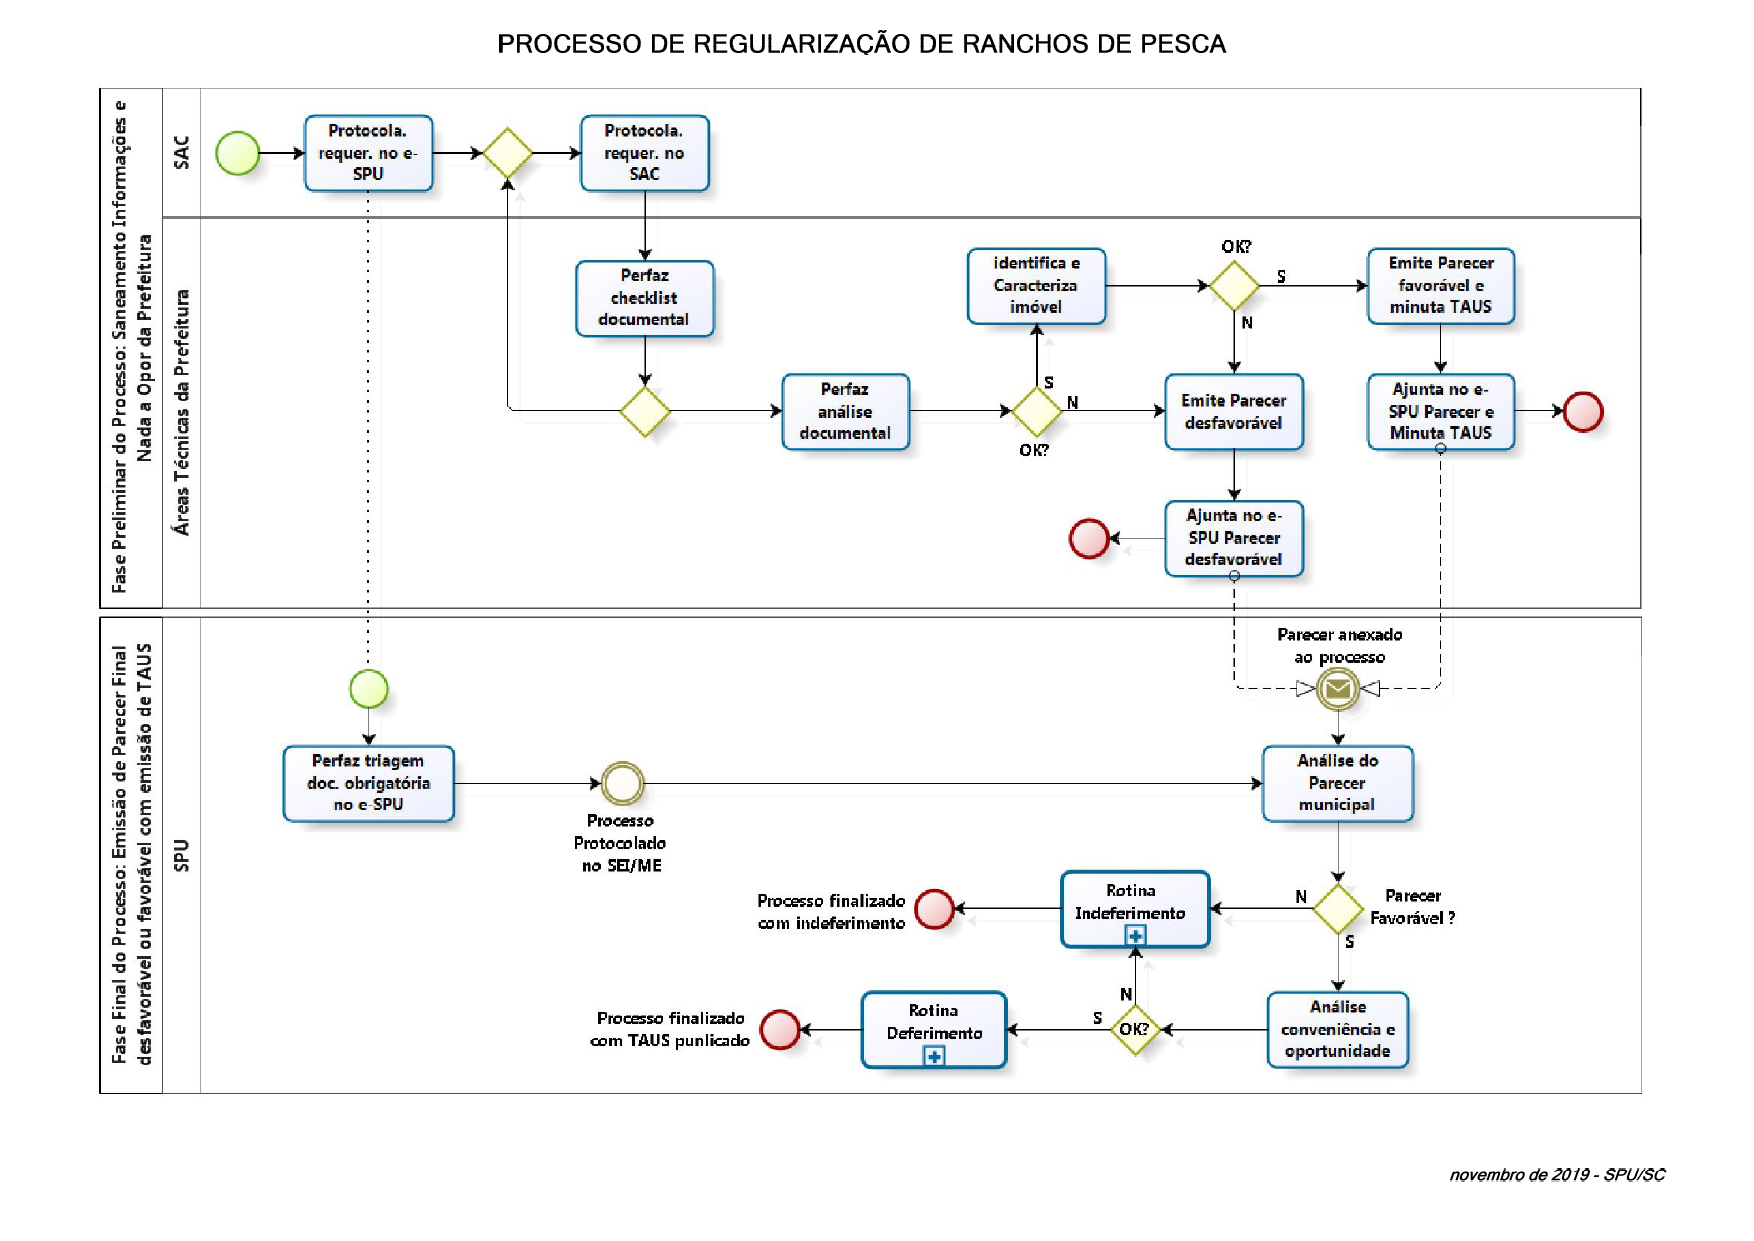 PROCESSO DE REGULARIZAÇÃO DE RANCHOS DE PESCA
Fase Preliminar do Processo: Saneamento Informações e
Nada a Opor da Prefeitura
SAC
Protocola.
requer. no e-
SPU
Protocola.
requer. no
SAC
Áreas Técnicas da Prefeitura
Perfaz
checklist
documental
Perfaz
análise
documental
OK?
S
N
identifica e
Caracteriza
imóvel
OK?
S
N
Emite Parecer
favorável e
minuta TAUS
Emite Parecer
desfavorável
Ajunta no e-
SPU Parecer e
Minuta TAUS
Ajunta no e-
SPU Parecer
desfavorável
Fase Final do Processo: Emissão de Parecer Final
desfavorável ou favorável com emissão de TAUS
SPU
Parecer anexado
ao processo
Perfaz triagem
doc. obrigatória
no e-SPU
Processo
Protocolado
no SEI/ME
Análise do
Parecer
municipal
Parecer
Favorável ?
N
S
Rotina
Indeferimento
Processo finalizado
com indeferimento
Análise
conveniência e
oportunidade
OK?
N
S
Rotina
Deferimento
Processo finalizado
com TAUS punlicado
novembro de 2019 - SPU/SC